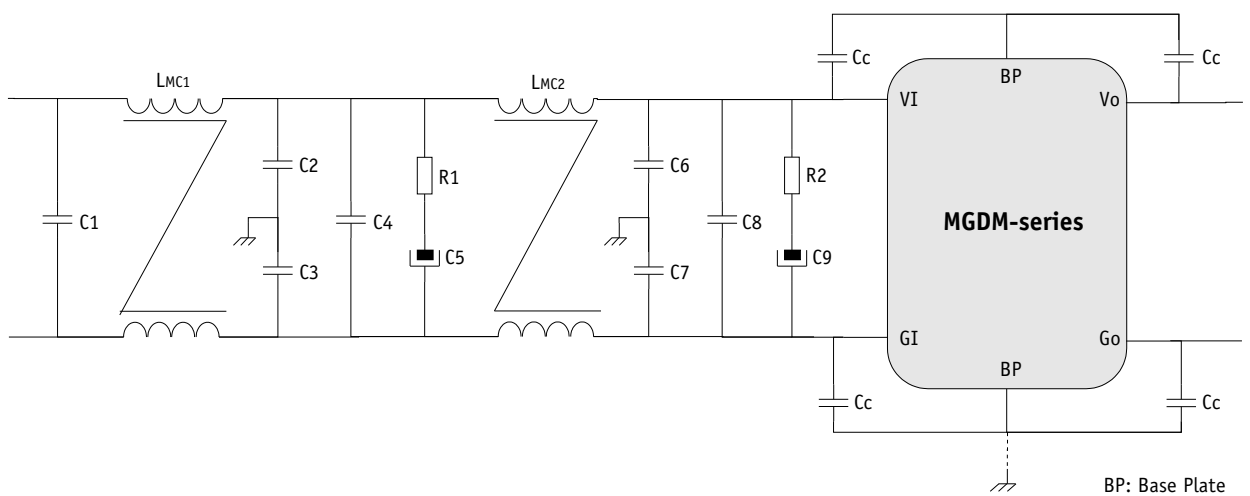 Cc
Cc
LMC1
LMC2
BP
VI
Vo
C2
C6
R1
R2
C1
C4
C8
MGDM-series
C3
C5
C7
C9
GI
Go
BP
Cc
Cc
BP: Base Plate